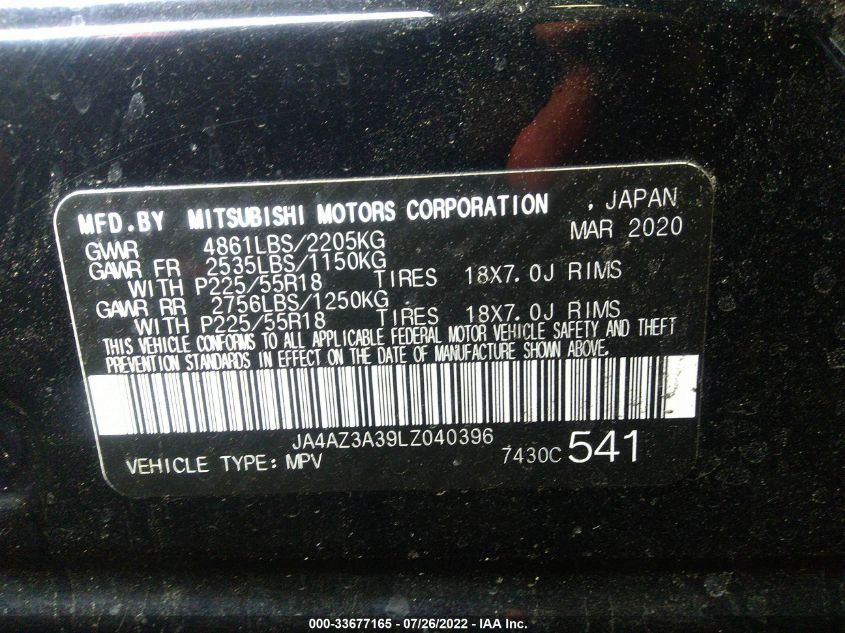 MFD.BY MITSUBISHI MOTORS CORPORATION , JAPAN
MAR 2020
GVWR 4861LBS/2205KG
GAWR FR 2535LBS/1150KG
WITH P225/55R18 TIRES 18X7.0J RIMS
GAWR RR 2756LBS/1250KG
WITH P225/55R18 TIRES 18X7.0J RIMS
THIS VEHICLE CONFORMS TO ALL APPLICABLE FEDERAL MOTOR VEHICLE SAFETY AND THEFT
PREVENTION STANDARDS IN EFFECT ON THE DATE OF MANUFACTURE SHOWN ABOVE.
JA4AZ3A39LZ040396
VEHICLE TYPE: MPV 7430C 541
000-33677165 - 07/26/2022 - IAA Inc.